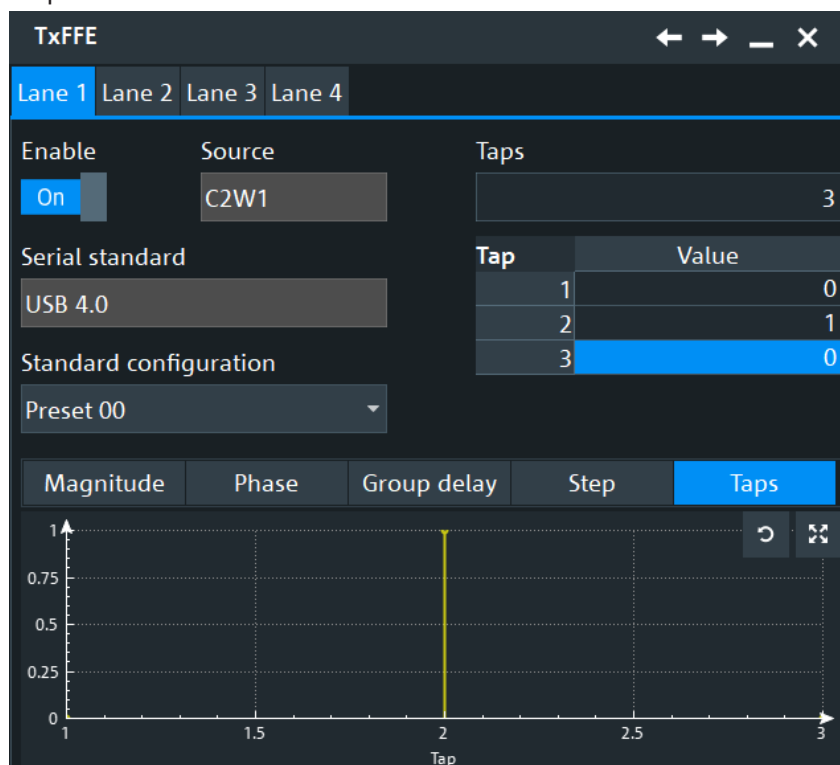 TxFFE
Lane 1 Lane 2 Lane 3 Lane 4
Enable Source Taps
On C2W1 3
Serial standard Tap Value
USB 4.0 1 0
2 1
Standard configuration 3 0
Preset 00
Magnitude Phase Group delay Step Taps
1
0.75
0.5
0.25
0
1 1.5 2 2.5 3
Tap